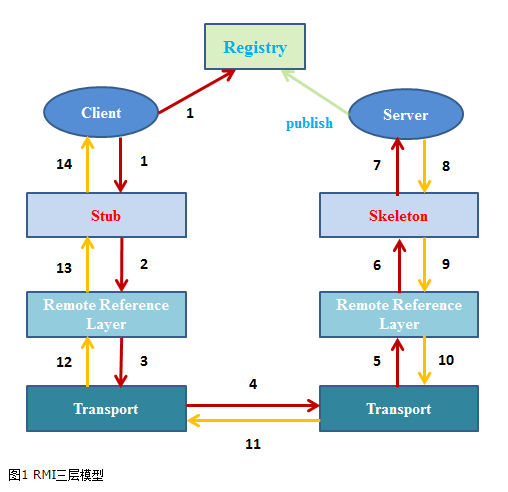 Registry
Client
1
publish
Server
14
1
7
8
Stub
Skeleton
13
2
6
9
Remote Reference
Layer
Remote Reference
Layer
12
3
5
10
Transport
4
Transport
11
图1 RMI三层模型